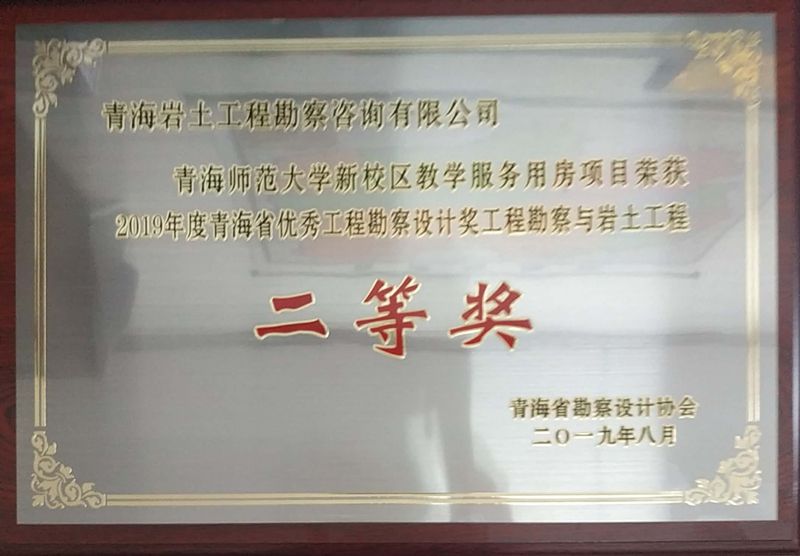 青海岩土工程勘察咨询有限公司
青海师范大学新校区教学服务用房项目荣获
2019年度青海省优秀工程勘察设计奖工程勘察与岩土工程
二等奖
青海省勘察设计协会
二〇一九年八月